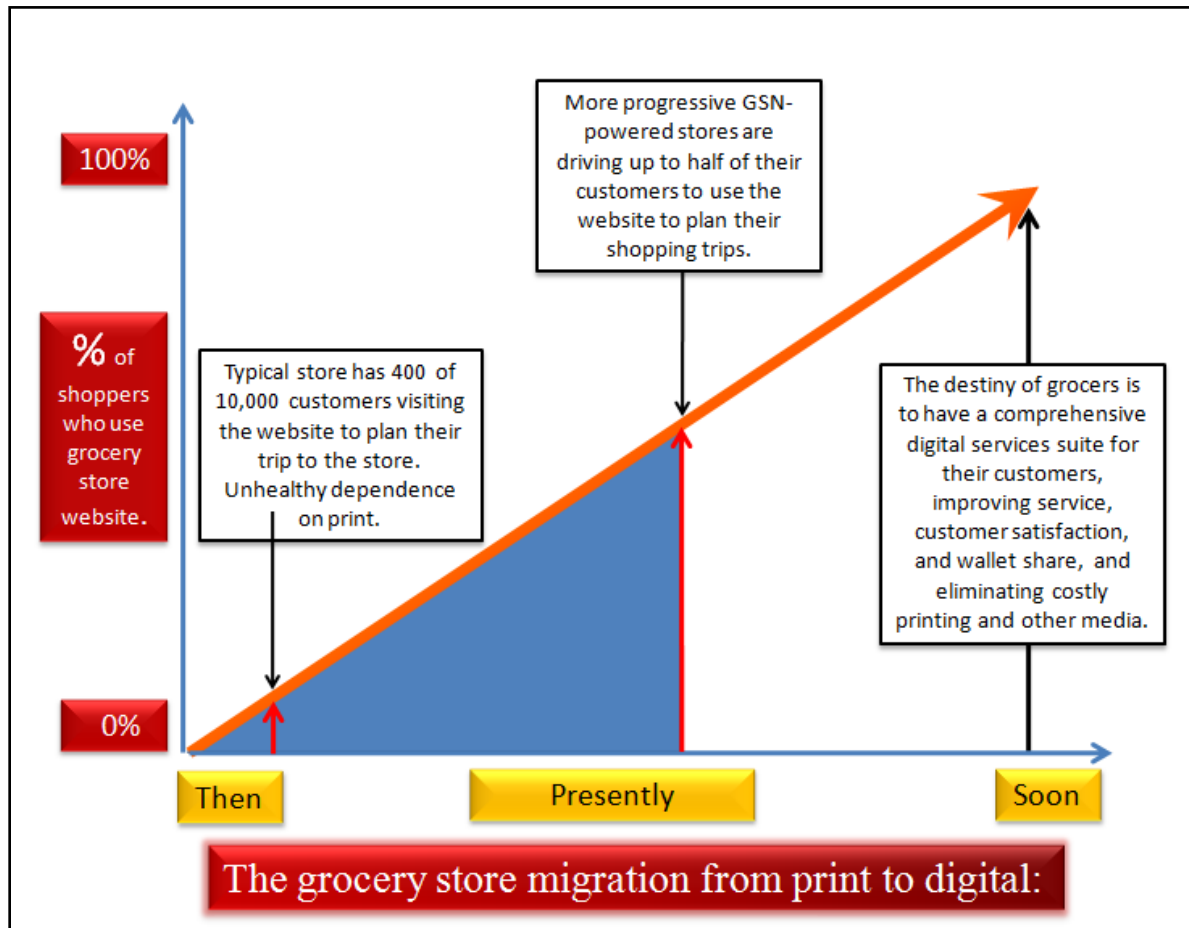 More progressive GSN-
powered stores are
driving up to half of their
customers to use the
website to plan their
shopping trips.
100%
% of
shoppers
who use
grocery
store
website.
Typical store has 400 of
10,000 customers visiting
the website to plan their
trip to the store.
Unhealthy dependence
on print.
The destiny of grocers is
to have a comprehensive
digital services suite for
their customers,
improving service,
customer satisfaction,
and wallet share, and
eliminating costly
printing and other media.
0%
Then
Presently
Soon
The grocery store migration from print to digital: